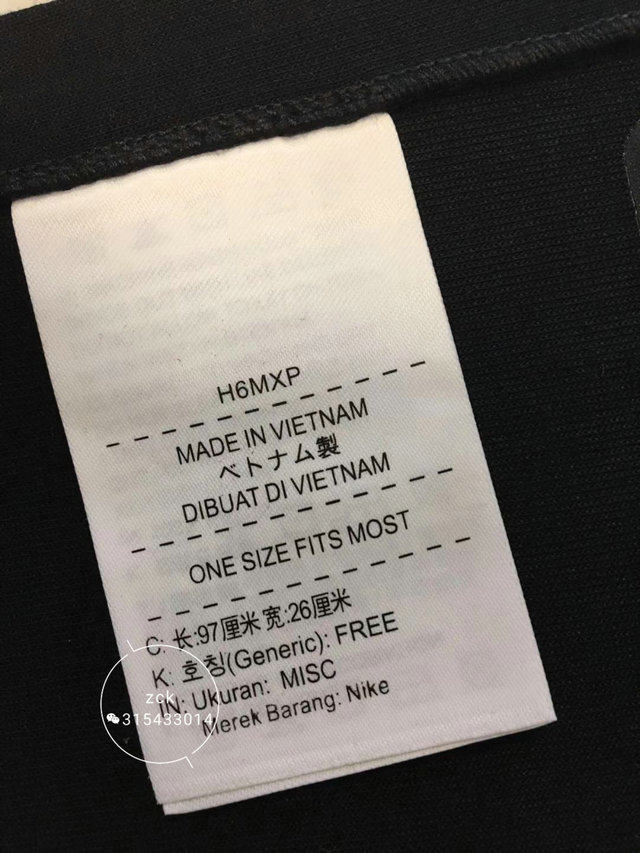 H6MXP
MADE IN VIETNAM
ベトナム製
DIBUAT DI VIETNAM
ONE SIZE FITS MOST
C: 长:97厘米 宽:26厘米
K: 호칭(Generic): FREE
IN: UKuran: MISC
Merek Barang: Nike
zck
315433014